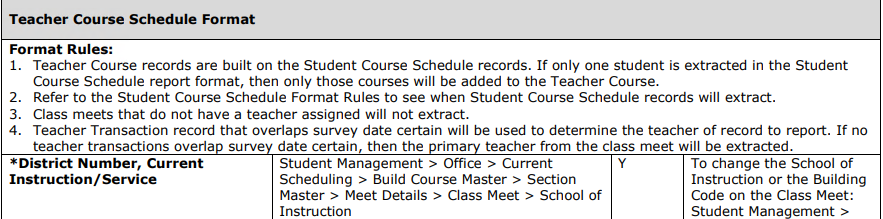 Teacher Course Schedule Format
Format Rules:
1. Teacher Course records are built on the Student Course Schedule records. If only one student is extracted in the Student
Course Schedule report format, then only those courses will be added to the Teacher Course.
2. Refer to the Student Course Schedule Format Rules to see when Student Course Schedule records will extract.
3. Class meets that do not have a teacher assigned will not extract.
4. Teacher Transaction record that overlaps survey date certain will be used to determine the teacher of record to report. If no
teacher transactions overlap survey date certain, then the primary teacher from the class meet will be extracted.
*District Number, Current
Instruction/Service
Student Management > Office > Current
Scheduling > Build Course Master > Section
Master > Meet Details > Class Meet > School of
Instruction
Y
To change the School of
Instruction or the Building
Code on the Class Meet:
Student Management >